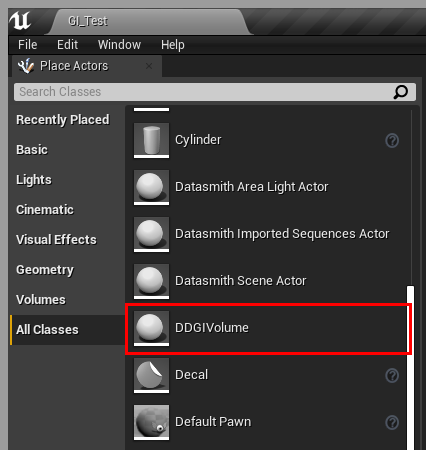 GI_Test
File Edit Window Help
Place Actors
Search Classes
Recently Placed
Basic
Lights
Cinematic
Visual Effects
Geometry
Volumes
All Classes
Cylinder
Datasmith Area Light Actor
Datasmith Imported Sequences Actor
Datasmith Scene Actor
DDGIVolume
Decal
Default Pawn